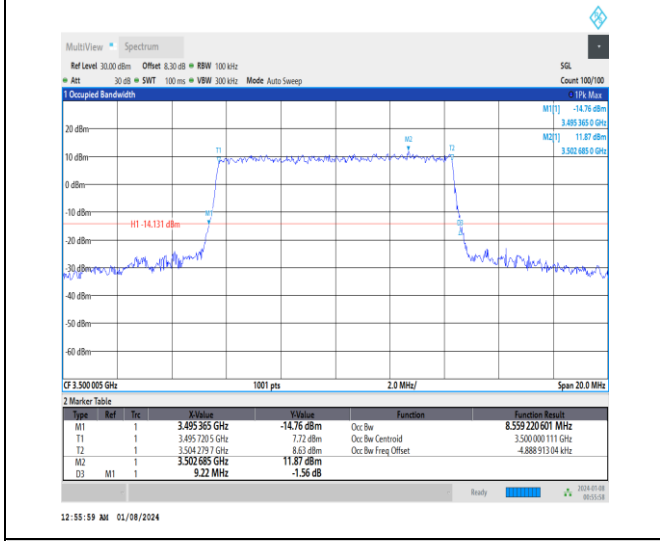 MultiView Spectrum
Ref Level 30.00 dBm Offset 8.30 dB RBW 100 kHz SGL
Att 30 dB SWT 100 ms VBW 300 kHz Mode Auto Sweep Count 100/100
1 Occupied Bandwidth 1Pk Max
M1[1] -14.76 dBm
3.495 365 0 GHz
M2[1] 11.87 dBm
3.502 685 0 GHz
20 dBm
M2
T1 T2
10 dBm
0 dBm
-10 dBm
M1
H1 -14.131 dBm
D3
-20 dBm
-30 dBm
-40 dBm
-50 dBm
-60 dBm
CF 3.500 005 GHz 1001 pts 2.0 MHz/ Span 20.0 MHz
2 Marker Table
Type Ref Trc X-Value Y-Value Function Function Result
M1 1 3.495 365 GHz -14.76 dBm Occ Bw 8.559 220 601 MHz
T1 1 3.495 720 5 GHz 7.72 dBm Occ Bw Centroid 3.500 000 111 GHz
T2 1 3.504 279 7 GHz 8.63 dBm Occ Bw Freq Offset -4.888 913 04 kHz
M2 1 3.502 685 GHz 11.87 dBm
D3 M1 1 9.22 MHz -1.56 dB
Ready 2024-01-08
00:55:58
12:55:59 AM 01/08/2024